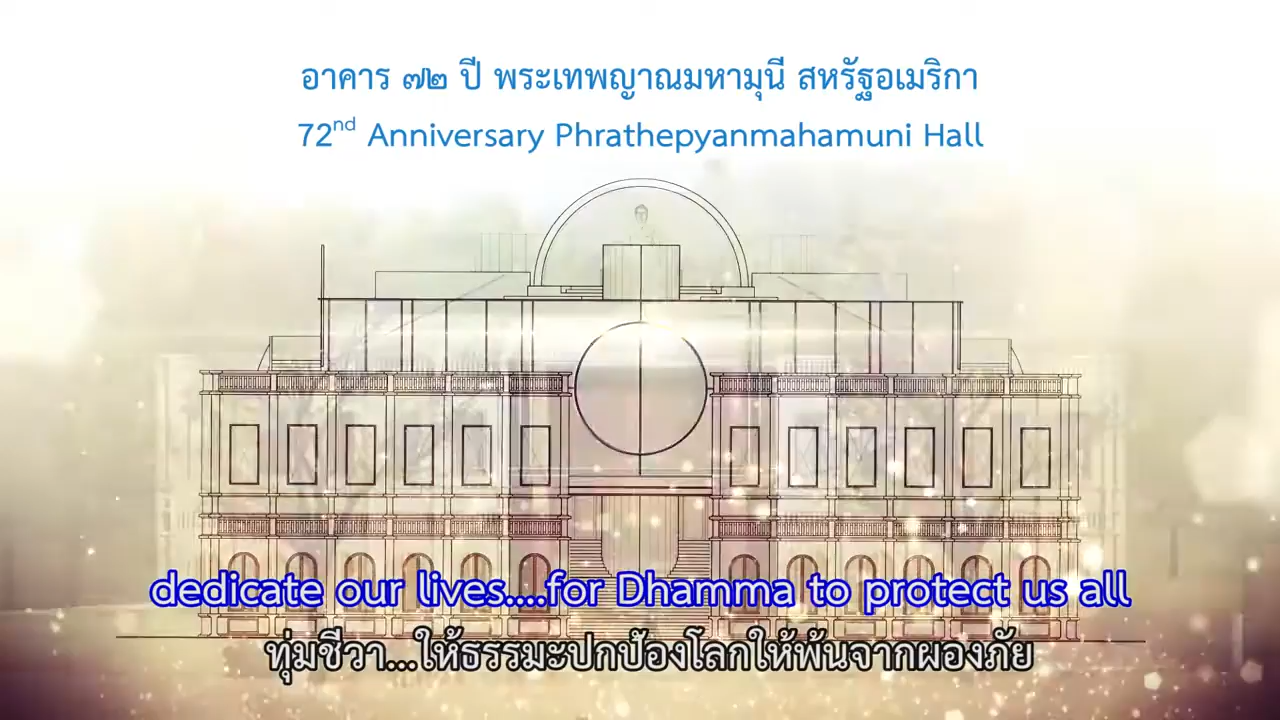 อาคาร ๗๒ ปี พระเทพญาณมหามุนี สหรัฐอเมริกา
72nd Anniversary Phrathepyanmahamuni Hall
dedicate our lives....for Dhamma to protect us all
ทุ่มชีวา...ให้ธรรมะปกป้องโลกให้พ้นจากผองภัย